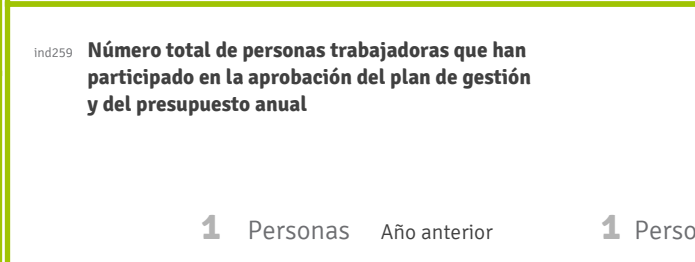 ind259 Número total de personas trabajadoras que han
participado en la aprobación del plan de gestión
y del presupuesto anual
1 Personas Año anterior 1 Perso